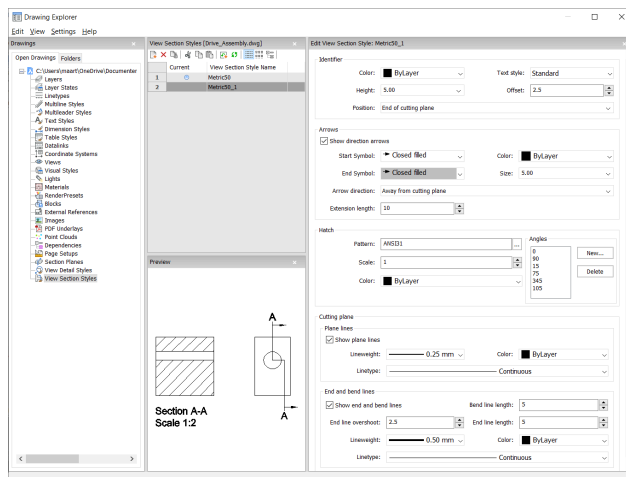 Drawing Explorer
Edit View Settings Help
Drawings
Open Drawings Folders
C:\Users\meart\OneDrive\Documenter
Layers
Layer States
Linetypes
Multiline Styles
Multileader Styles
Text Styles
Dimension Styles
Table Styles
Datalinks
Coordinate Systems
Views
Visual Styles
Lights
Materials
RenderPresets
Blocks
External References
Images
PDF Underlays
Point Clouds
Dependencies
Page Setups
Section Planes
View Detail Styles
View Section Styles
View Section Styles [Drive_Assembly.dwg]
Current View Section Style Name
1 Metric50
2 Metric50_1
Preview
A
A
Section A-A
Scale 1:2
Edit View Section Style: Metric50_1
Identifier
Color: ByLayer Text style: Standard
Height: 5.00 Offset: 2.5
Position: End of cutting plane
Arrows
Show direction arrows
Start Symbol: Closed filled Color: ByLayer
End Symbol: Closed filled Size: 5.00
Arrow direction: Away from cutting plane
Extension length: 10
Hatch
Pattern: ANSI31 ...
Scale: 1
Color: ByLayer
Angles
0
90
15
75
345
105
New...
Delete
Cutting plane
Plane lines
Show plane lines
Lineweight: 0.25 mm Color: ByLayer
Linetype: Continuous
End and bend lines
Show end and bend lines Bend line length: 5
End line overshoot: 2.5 End line length: 5
Lineweight: 0.50 mm Color: ByLayer
Linetype: Continuous